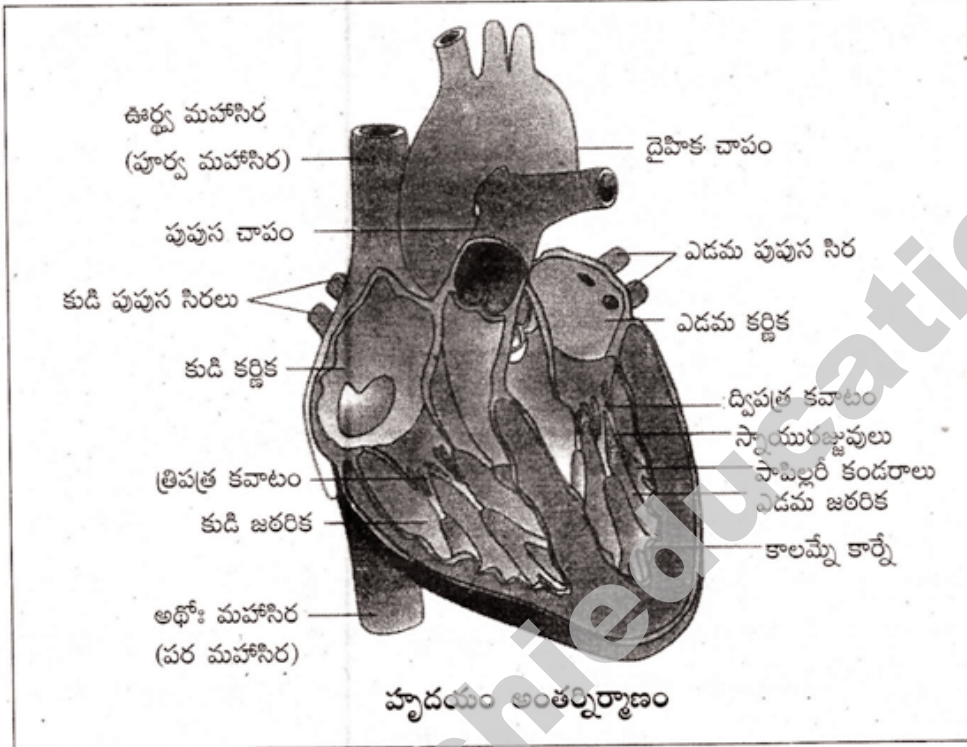 ఊర్థ్వ మహాసిర
(పూర్వ మహాసిర)
దైహిక చాపం
పుపుస చాపం
ఎడమ పుపుస సిర
కుడి పుపుస సిరలు
ఎడమ కర్ణిక
కుడి కర్ణిక
ద్విపత్ర కవాటం
స్నాయురజ్జువులు
పాపిల్లరీ కండరాలు
త్రిపత్ర కవాటం
ఎడమ జఠరిక
కుడి జఠరిక
కాలమ్నే కార్నే
అథోః మహాసిర
(పర మహాసిర)
హృదయం అంతర్నిర్మాణం